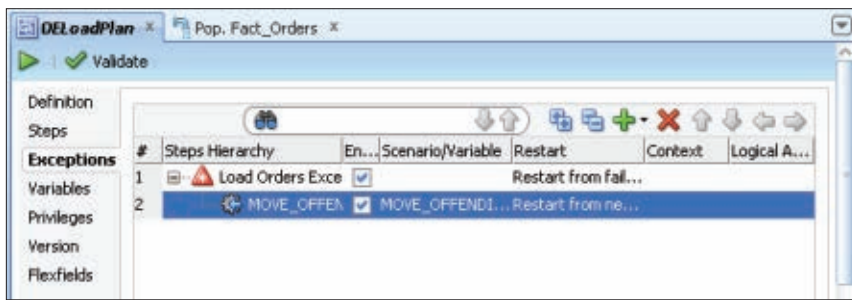 OELoadPlan × Pop. Fact_Orders ×
Validate
Definition
Steps
Exceptions
Variables
Privileges
Version
Flexfields
# Steps Hierarchy En... Scenario/Variable Restart Context Logical A...
1 Load Orders Exce Restart from fail...
2 MOVE_OFFEN MOVE_OFFENDI... Restart from ne...